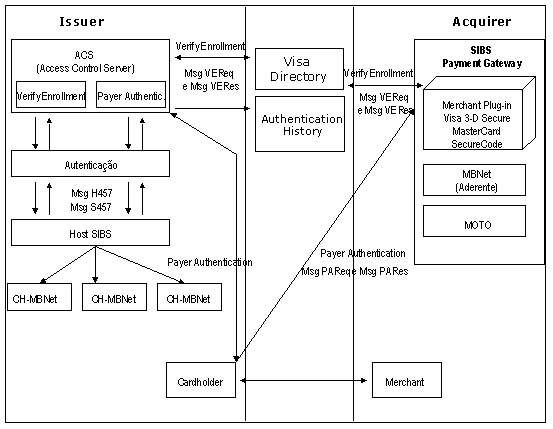 Issuer
Acquirer
ACS
(Access Control Server)
VerifyEnrollment
Payer Authentic.
VerifyEnrollment
Msg VEReq
e Msg VERes
Visa
Directory
Authentication
History
VerifyEnrollment
Msg VEReq
e Msg VERes
SIBS
Payment Gateway
Merchant Plug-in
Visa 3-D Secure
MasterCard
SecureCode
MBNet
(Aderente)
MOTO
Autenticação
Msg H457
Msg S457
Host SIBS
Payer Authentication
CH-MBNet
CH-MBNet
CH-MBNet
Payer Authentication
Msg PAReq e Msg PARes
Cardholder
Merchant